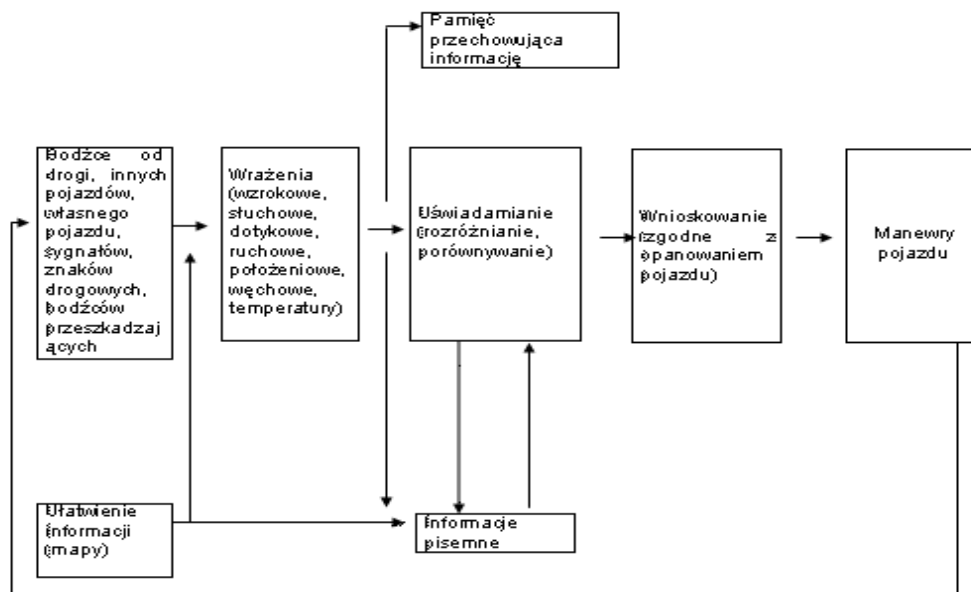 Pamięć
przechowująca
informację
Bodźce od
drogi, innych
pojazdów,
własnego
pojazdu,
sygnałów,
znaków
drogowych,
bodźców
przeszkadzaj
ących
Wrażenia
(wzrokowe,
słuchowe,
dotykowe,
ruchowe,
położeniowe,
węchowe,
temperatury)
Uświadamianie
(rozróżnianie,
porównywanie)
Wnioskowanie
(zgodne z
opanowaniem
pojazdu)
Manewry
pojazdu
Ułatwienie
informacji
(mapy)
Informacje
pisemne